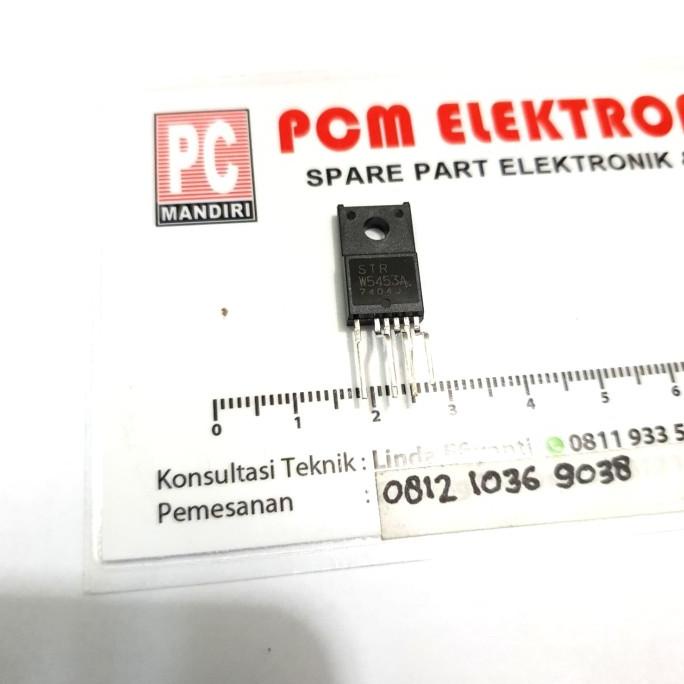 PC
MANDIRI
PCM ELEKTRO
SPARE PART ELEKTRONIK &
STR
W5453A
7404J
0 1 2 3 4 5 6
Konsultasi Teknik : Linda 0811 933 5
Pemesanan : 0812 1036 9038